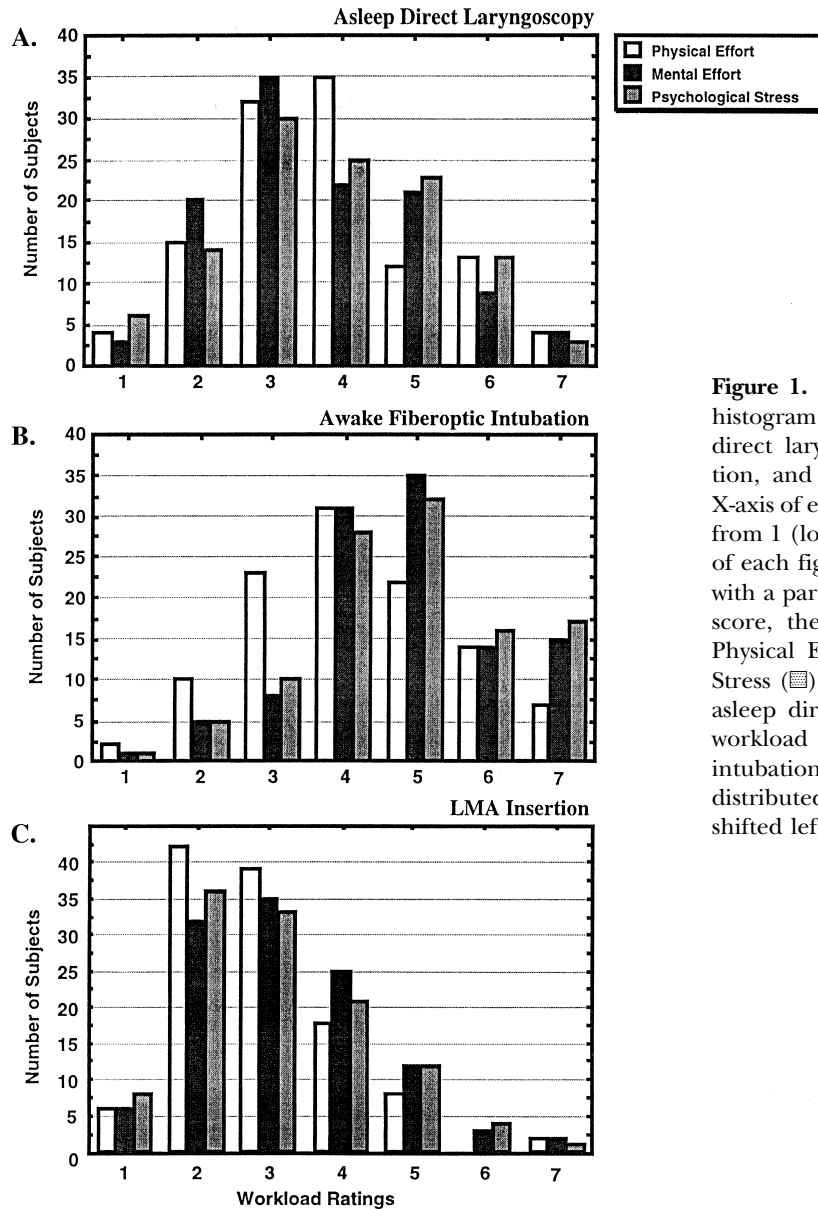 Asleep Direct Laryngoscopy
A.
40
35
30
25
20
15
10
5
0
Number of Subjects
1 2 3 4 5 6 7
Physical Effort
Mental Effort
Psychological Stress
Awake Fiberoptic Intubation
B.
40
35
30
25
20
15
10
5
0
Number of Subjects
1 2 3 4 5 6 7
LMA Insertion
C.
40
35
30
25
20
15
10
5
0
Number of Subjects
1 2 3 4 5 6 7
Workload Ratings
Figure 1.
histogram
direct lary
tion, and
X-axis of e
from 1 (lo
of each fig
with a par
score, the
Physical E
Stress (▒)
asleep dir
workload
intubation
distributed
shifted lef